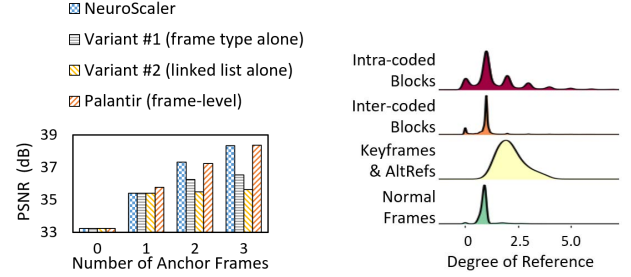 NeuroScaler
Variant #1 (frame type alone)
Variant #2 (linked list alone)
Palantir (frame-level)
39
37
35
33
PSNR (dB)
0 1 2 3
Number of Anchor Frames
Intra-coded
Blocks
Inter-coded
Blocks
Keyframes
& AltRefs
Normal
Frames
0 2.5 5.0
Degree of Reference